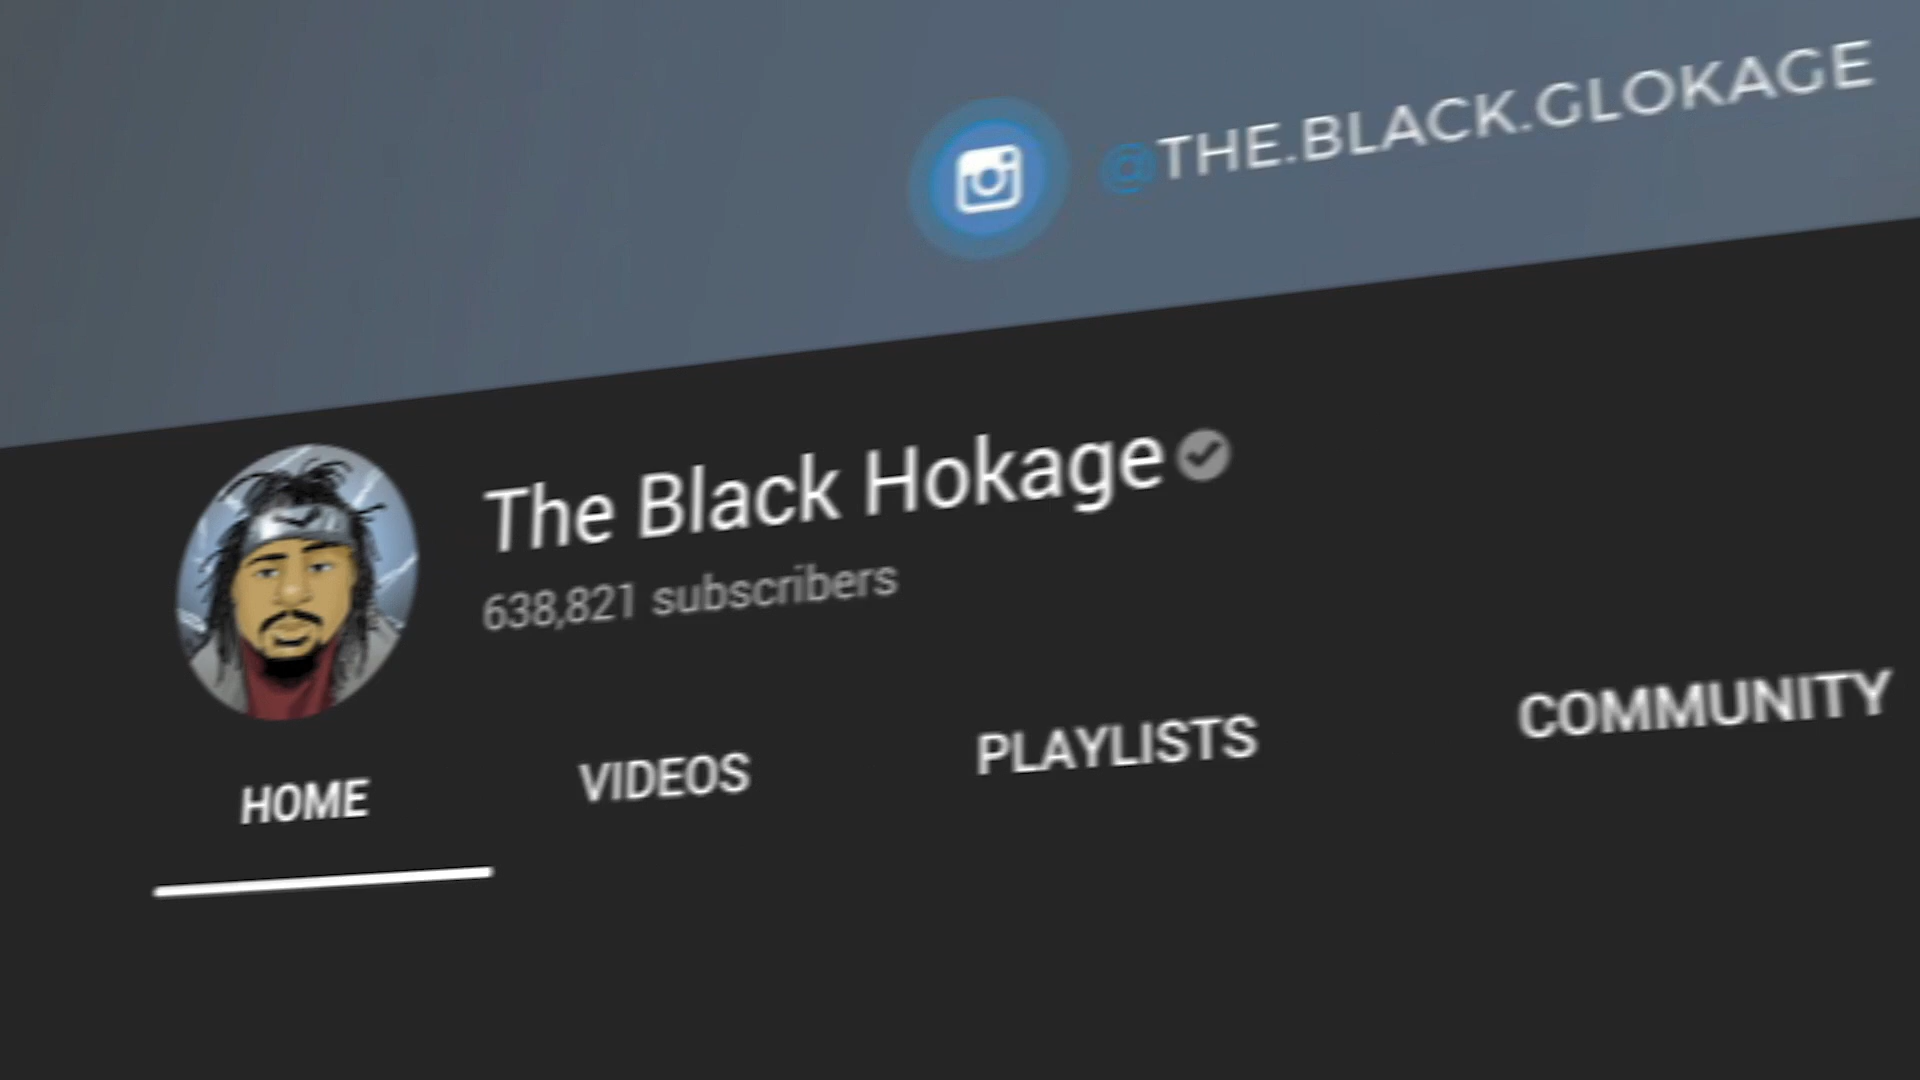 @THE.BLACK.GLOKAGE
The Black Hokage
638,821 subscribers
HOME VIDEOS PLAYLISTS COMMUNITY